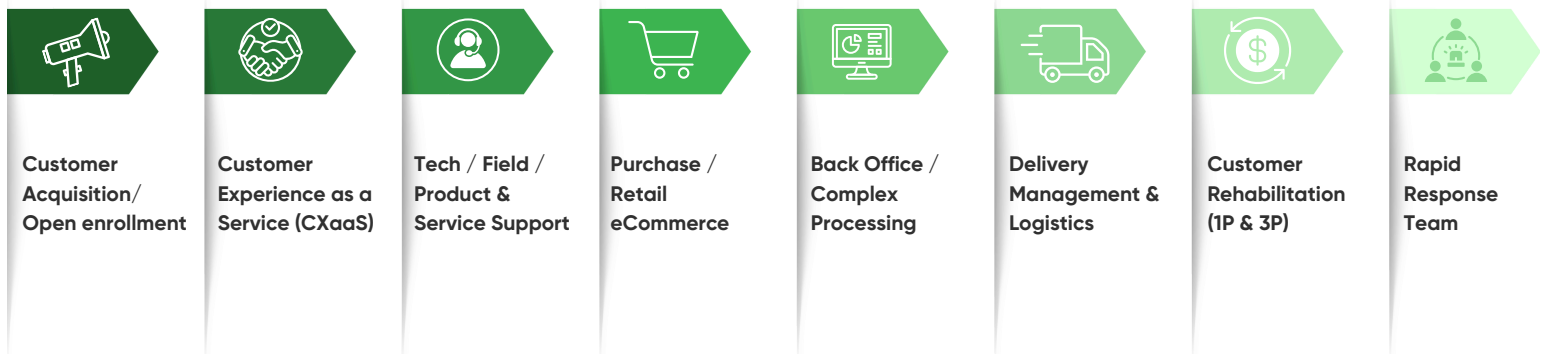 Customer
Acquisition/
Open enrollment
Customer
Experience as a
Service (CXaaS)
Tech / Field /
Product &
Service Support
Purchase /
Retail
eCommerce
Back Office /
Complex
Processing
Delivery
Management &
Logistics
Customer
Rehabilitation
(1P & 3P)
Rapid
Response
Team